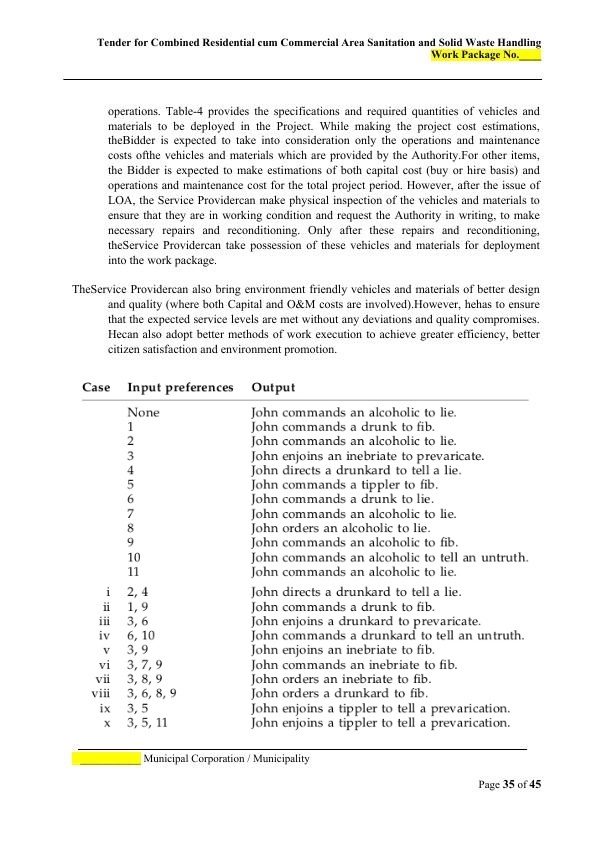 Tender for Combined Residential cum Commercial Area Sanitation and Solid Waste Handling
Work Package No.____
operations. Table-4 provides the specifications and required quantities of vehicles and
materials to be deployed in the Project. While making the project cost estimations,
theBidder is expected to take into consideration only the operations and maintenance
costs ofthe vehicles and materials which are provided by the Authority.For other items,
the Bidder is expected to make estimations of both capital cost (buy or hire basis) and
operations and maintenance cost for the total project period. However, after the issue of
LOA, the Service Providercan make physical inspection of the vehicles and materials to
ensure that they are in working condition and request the Authority in writing, to make
necessary repairs and reconditioning. Only after these repairs and reconditioning,
theService Providercan take possession of these vehicles and materials for deployment
into the work package.
TheService Providercan also bring environment friendly vehicles and materials of better design
and quality (where both Capital and O&M costs are involved).However, hehas to ensure
that the expected service levels are met without any deviations and quality compromises.
Hecan also adopt better methods of work execution to achieve greater efficiency, better
citizen satisfaction and environment promotion.
Case Input preferences Output
None John commands an alcoholic to lie.
1 John commands a drunk to fib.
2 John commands an alcoholic to lie.
3 John enjoins an inebriate to prevaricate.
4 John directs a drunkard to tell a lie.
5 John commands a tippler to fib.
6 John commands a drunk to lie.
7 John commands an alcoholic to lie.
8 John orders an alcoholic to lie.
9 John commands an alcoholic to fib.
10 John commands an alcoholic to tell an untruth.
11 John commands an alcoholic to lie.
i 2, 4 John directs a drunkard to tell a lie.
ii 1, 9 John commands a drunk to fib.
iii 3, 6 John enjoins a drunkard to prevaricate.
iv 6, 10 John commands a drunkard to tell an untruth.
v 3, 9 John enjoins an inebriate to fib.
vi 3, 7, 9 John commands an inebriate to fib.
vii 3, 8, 9 John orders an inebriate to fib.
viii 3, 6, 8, 9 John orders a drunkard to fib.
ix 3, 5 John enjoins a tippler to tell a prevarication.
x 3, 5, 11 John enjoins a tippler to tell a prevarication.
___________ Municipal Corporation / Municipality
Page 35 of 45